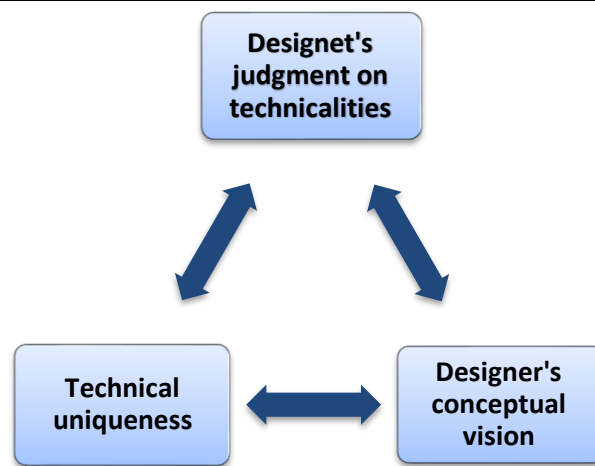 Designet's
judgment on
technicalities
Technical
uniqueness
Designer's
conceptual
vision